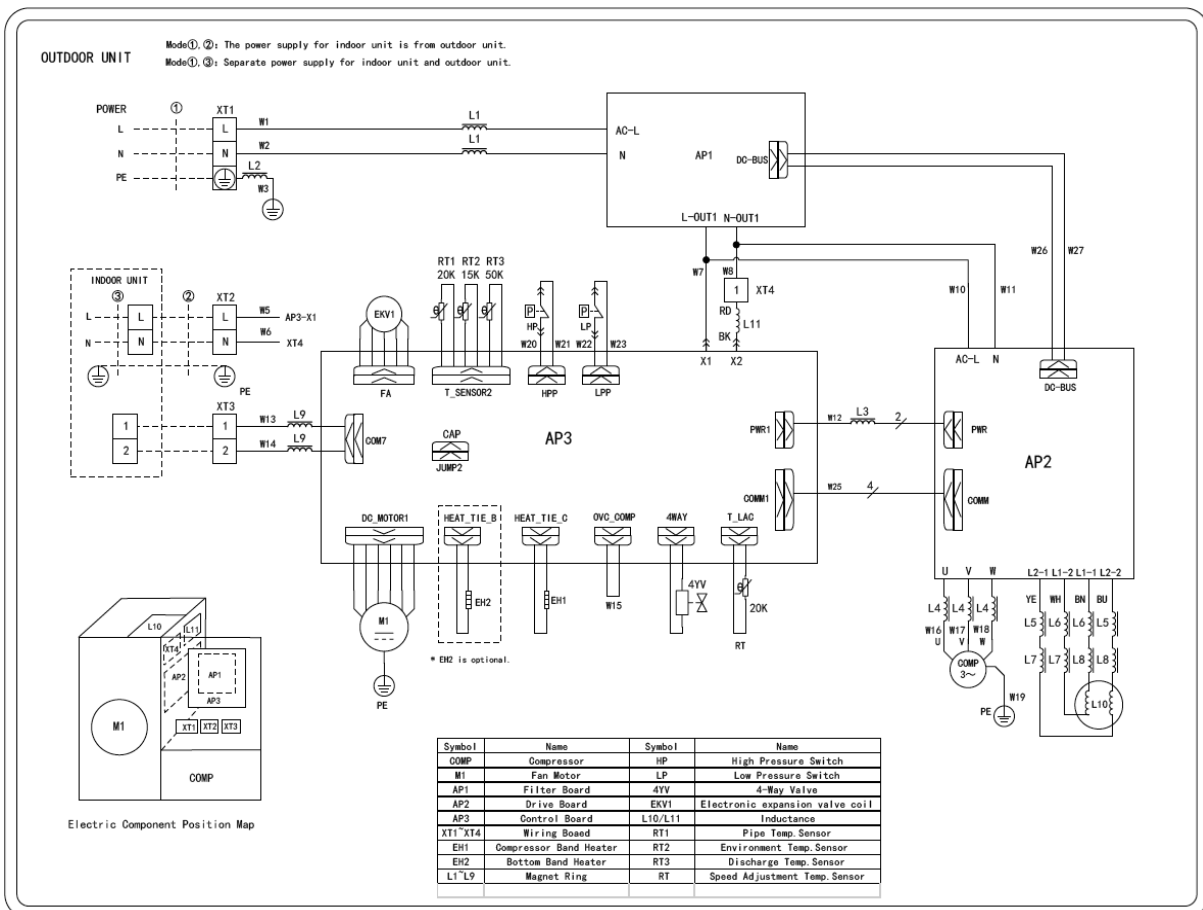 OUTDOOR UNIT
Mode①,②: The power supply for indoor unit is from outdoor unit.
Mode①,③: Separate power supply for indoor unit and outdoor unit.
POWER ① XT1
L L W1 L1 AC-L
N N W2 L1 N AP1 DC-BUS
PE L2
W3
L-OUT1 N-OUT1
W7 W8 W10 W11 W26 W27
1 XT4
RD L11
BK
X1 X2
INDOOR UNIT
③ ② XT2
L L L W5 AP3-X1
N N N W6 XT4
PE
XT3
1 1 W13 L9
2 2 W14 L9 COM7
EKV1
FA
RT1 RT2 RT3
20K 15K 50K
θ θ θ
T_SENSOR2
P HP
W20 W21
HPP
P LP
W22 W23
LPP
CAP
JUMP2
AP3
PWR1 W12 L3 2 PWR
COMM1 W25 4 COMM
AC-L N DC-BUS
AP2
DC_MOTOR1 HEAT_TIE_B HEAT_TIE_C OVC_COMP 4WAY T_LAC
M1
PE
EH2
* EH2 is optional.
EH1
W15
4YV
θ
20K
RT
U V W L2-1 L1-2 L1-1 L2-2
YE WH BN BU
L4 L4 L4 L5 L6 L6 L5
W16 W17 W18
U V W
L7 L7 L8 L8
COMP
3~
W19
PE
L10
L10 L11
XT4
AP2 AP1
AP3
M1 XT1 XT2 XT3
COMP
Electric Component Position Map
Symbol Name Symbol Name
COMP Compressor HP High Pressure Switch
M1 Fan Motor LP Low Pressure Switch
AP1 Filter Board 4YV 4-Way Valve
AP2 Drive Board EKV1 Electronic expansion valve coil
AP3 Control Board L10/L11 Inductance
XT1~XT4 Wiring Boaed RT1 Pipe Temp.Sensor
EH1 Compressor Band Heater RT2 Environment Temp.Sensor
EH2 Bottom Band Heater RT3 Discharge Temp.Sensor
L1~L9 Magnet Ring RT Speed Adjustment Temp.Sensor